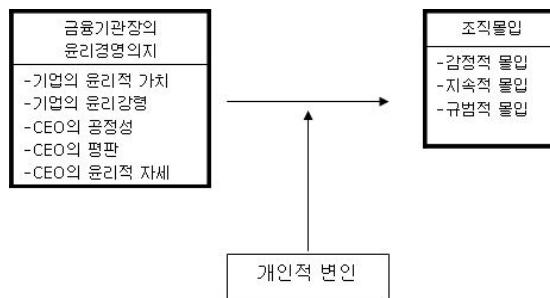 금융기관장의
윤리경영의지
-기업의 윤리적 가치
-기업의 윤리강령
-CEO의 공정성
-CEO의 평판
-CEO의 윤리적 자세
조직몰입
-감정적 몰입
-지속적 몰입
-규범적 몰입
개인적 변인